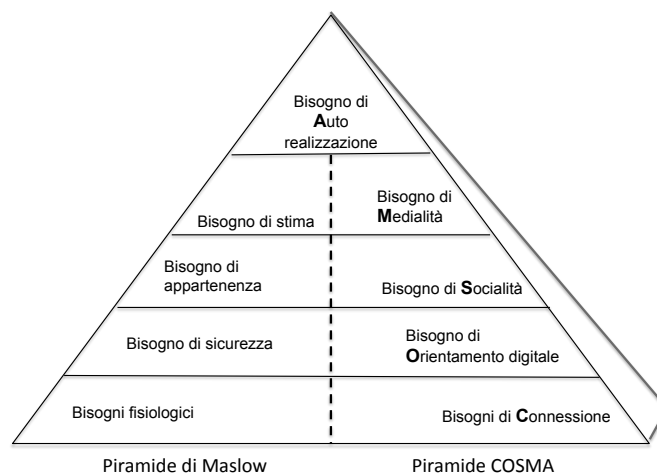 Bisogno di
Auto
realizzazione
Bisogno di stima
Bisogno di
Medialità
Bisogno di
appartenenza
Bisogno di Socialità
Bisogno di sicurezza
Bisogno di
Orientamento digitale
Bisogni fisiologici
Bisogni di Connessione
Piramide di Maslow
Piramide COSMA